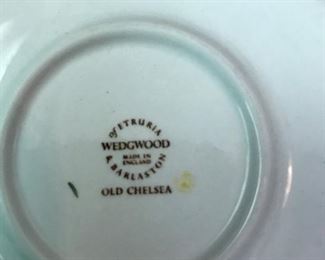 of ETRURIA
WEDGWOOD
MADE IN
ENGLAND
& BARLASTON
OLD CHELSEA